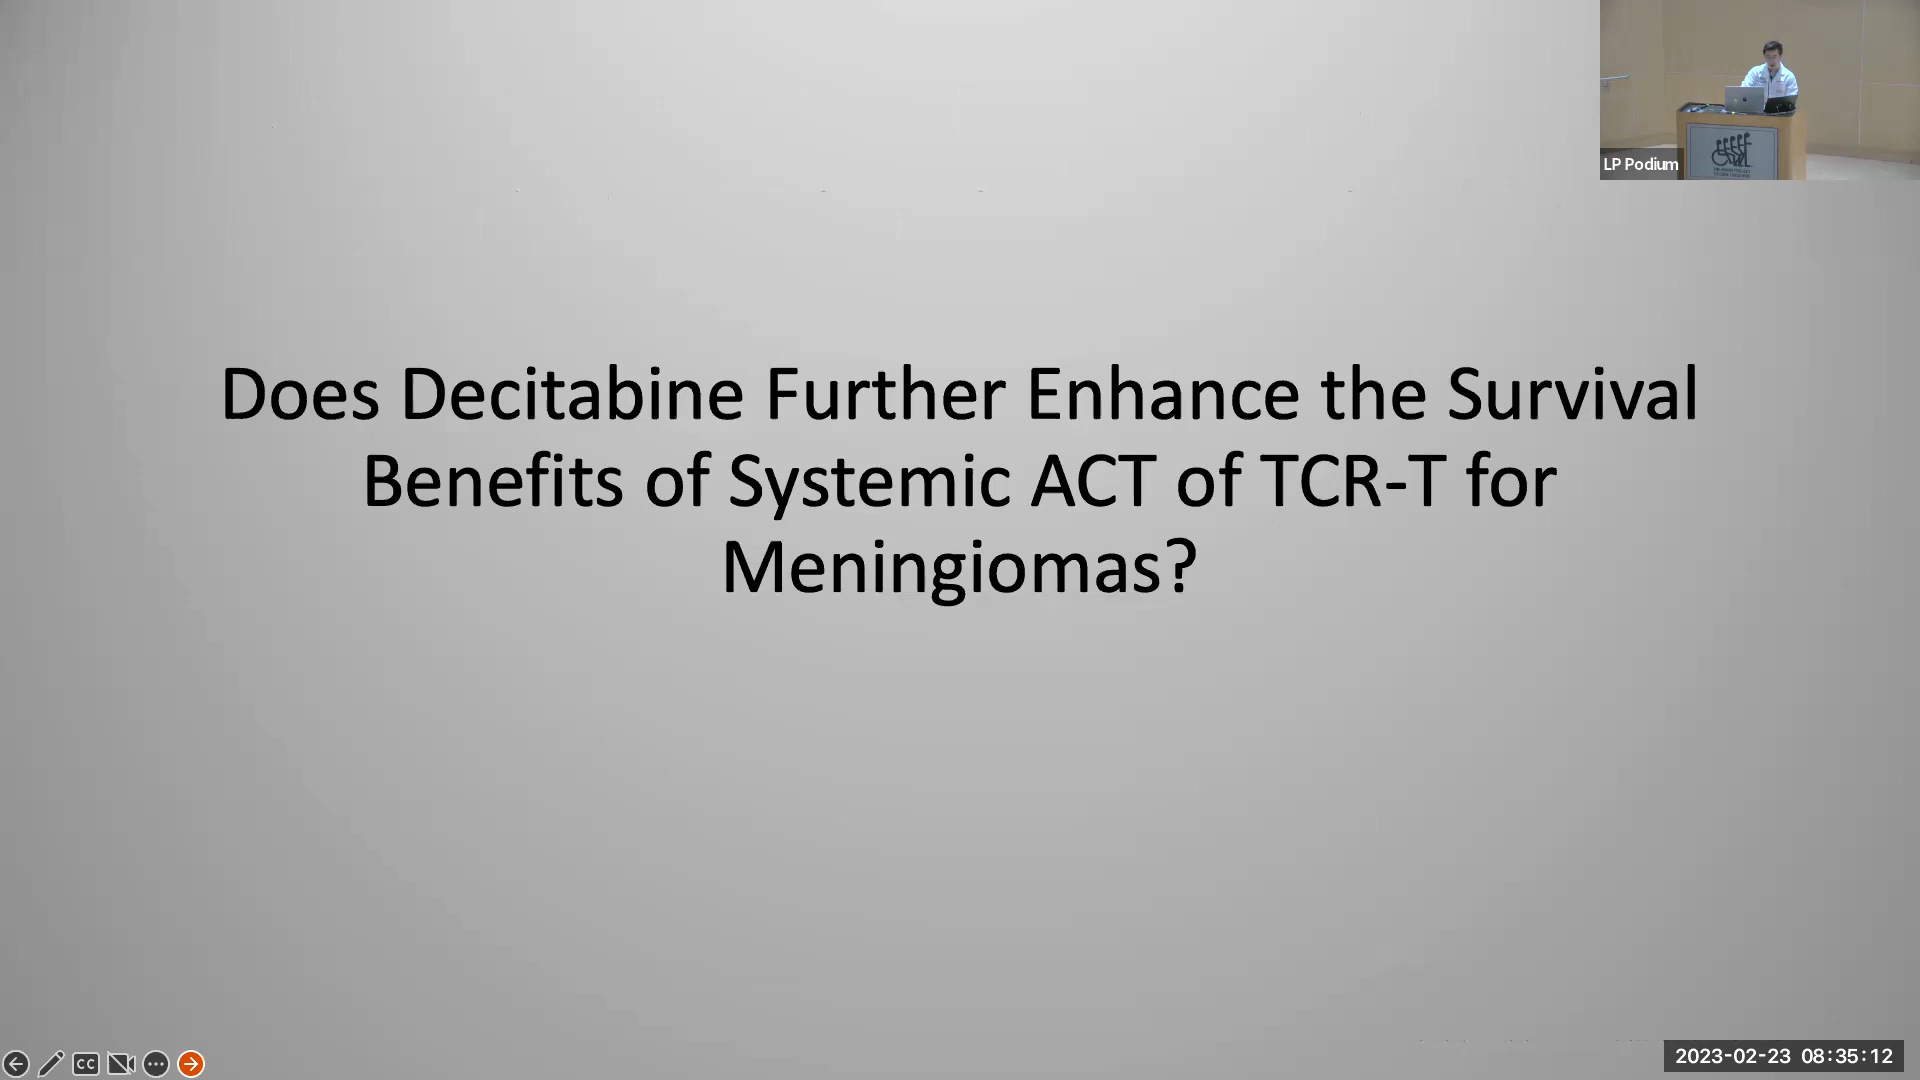 LP Podium
Does Decitabine Further Enhance the Survival
Benefits of Systemic ACT of TCR-T for
Meningiomas?
CC
2023-02-23 08:35:12